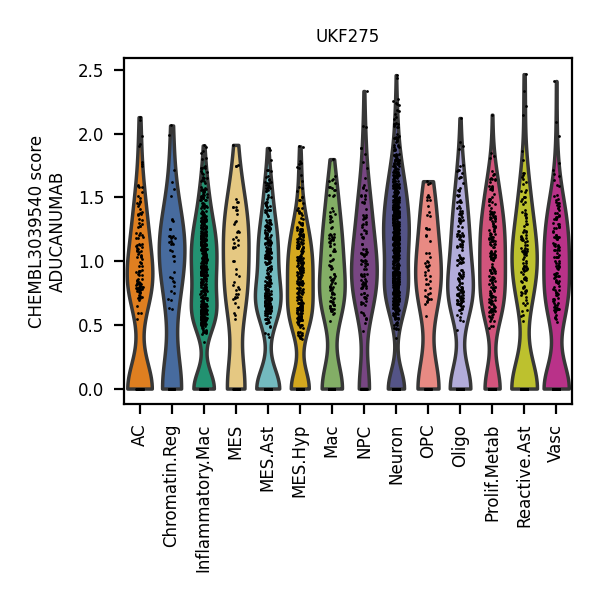 UKF275
CHEMBL3039540 score
ADUCANUMAB
2.5
2.0
1.5
1.0
0.5
0.0
AC
Chromatin.Reg
Inflammatory.Mac
MES
MES.Ast
MES.Hyp
Mac
NPC
Neuron
OPC
Oligo
Prolif.Metab
Reactive.Ast
Vasc